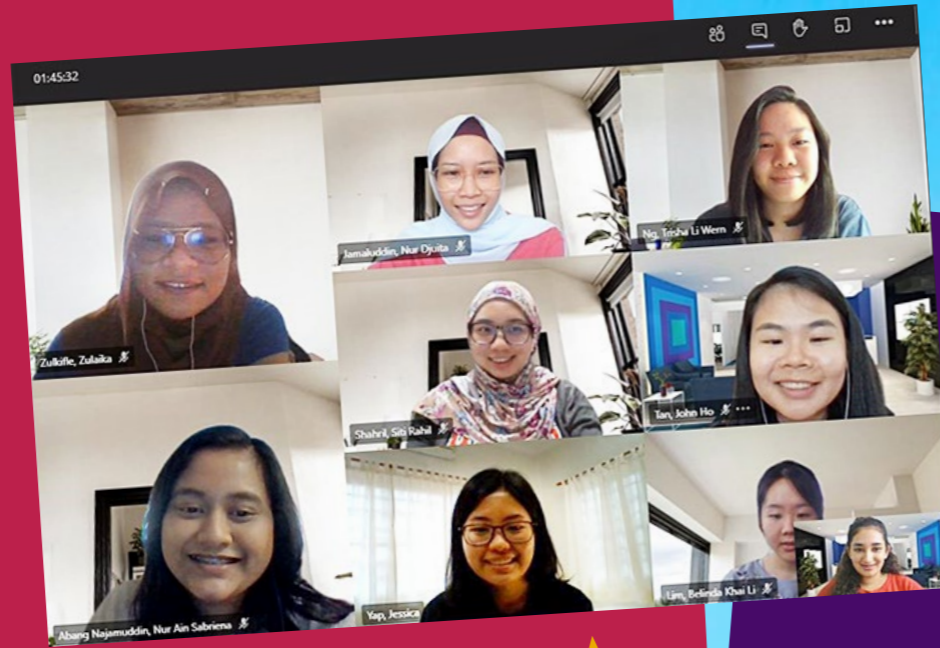 01:45:32
Zulkifle, Zulaika
Jamaluddin, Nur Djuita
Ng, Trisha Li Wern
Shahril, Siti Rahil
Tan, John Ho
Abang Najamuddin, Nur Ain Sabriena
Yap, Jessica
Lim, Belinda Khai Li